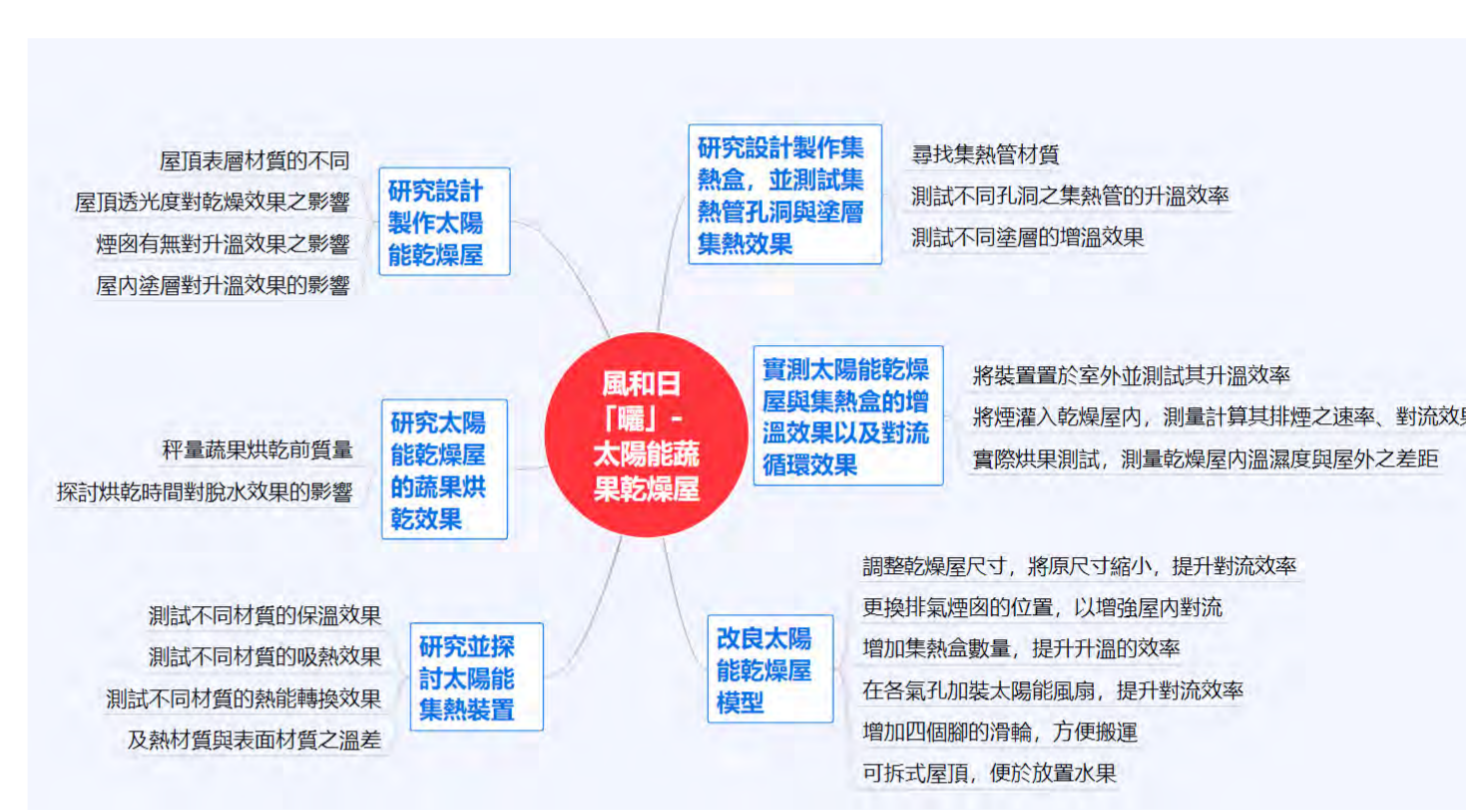 風和日
「曬」-
太陽能蔬
果乾燥屋
研究設計
製作太陽
能乾燥屋
屋頂表層材質的不同
屋頂透光度對乾燥效果之影響
煙囪有無對升溫效果之影響
屋內塗層對升溫效果的影響
研究太陽
能乾燥屋
的蔬果烘
乾效果
秤量蔬果烘乾前質量
探討烘乾時間對脫水效果的影響
研究並探
討太陽能
集熱裝置
測試不同材質的保溫效果
測試不同材質的吸熱效果
測試不同材質的熱能轉換效果
及熱材質與表面材質之溫差
研究設計製作集
熱盒，並測試集
熱管孔洞與塗層
集熱效果
尋找集熱管材質
測試不同孔洞之集熱管的升溫效率
測試不同塗層的增溫效果
實測太陽能乾燥
屋與集熱盒的增
溫效果以及對流
循環效果
將裝置置於室外並測試其升溫效率
將煙灌入乾燥屋內，測量計算其排煙之速率、對流效
實際烘果測試，測量乾燥屋內溫濕度與屋外之差距
改良太陽
能乾燥屋
模型
調整乾燥屋尺寸，將原尺寸縮小，提升對流效率
更換排氣煙囪的位置，以增強屋內對流
增加集熱盒數量，提升升溫的效率
在各氣孔加裝太陽能風扇，提升對流效率
增加四個腳的滑輪，方便搬運
可拆式屋頂，便於放置水果